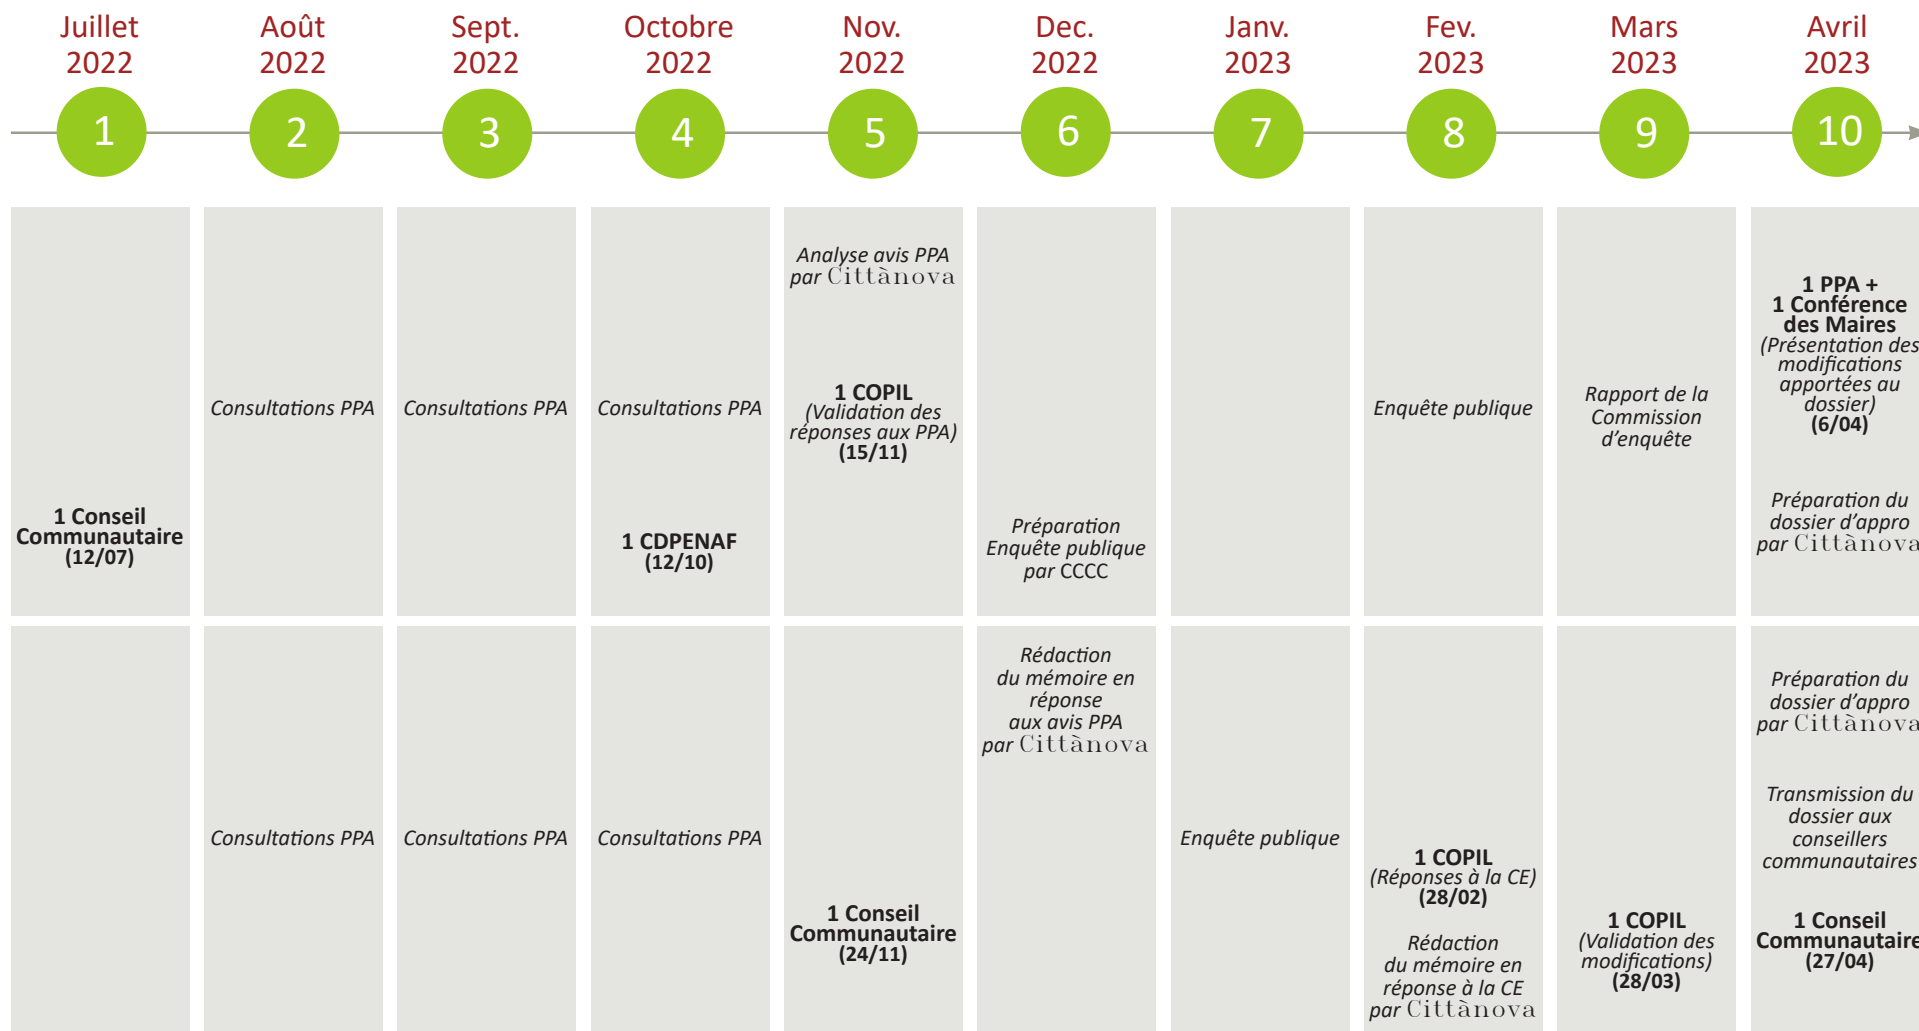 Juillet
2022
Août
2022
Sept.
2022
Octobre
2022
Nov.
2022
Dec.
2022
Janv.
2023
Fev.
2023
Mars
2023
Avril
2023
1
2
3
4
5
6
7
8
9
10
1 Conseil
Communautaire
(12/07)
Consultations PPA
Consultations PPA
Consultations PPA
1 CDPENAF
(12/10)
Analyse avis PPA
par Cittànova
1 COPIL
(Validation des
réponses aux PPA)
(15/11)
Préparation
Enquête publique
par CCCC
Enquête publique
Rapport de la
Commission
d'enquête
1 PPA +
1 Conférence
des Maires
(Présentation des
modifications
apportées au
dossier)
(6/04)
Préparation du
dossier d'appro
par Cittànova
Consultations PPA
Consultations PPA
Consultations PPA
1 Conseil
Communautaire
(24/11)
Rédaction
du mémoire en
réponse
aux avis PPA
par Cittànova
Enquête publique
1 COPIL
(Réponses à la CE)
(28/02)
Rédaction
du mémoire en
réponse à la CE
par Cittànova
1 COPIL
(Validation des
modifications)
(28/03)
Préparation du
dossier d'appro
par Cittànova
Transmission du
dossier aux
conseillers
communautaires
1 Conseil
Communautaire
(27/04)